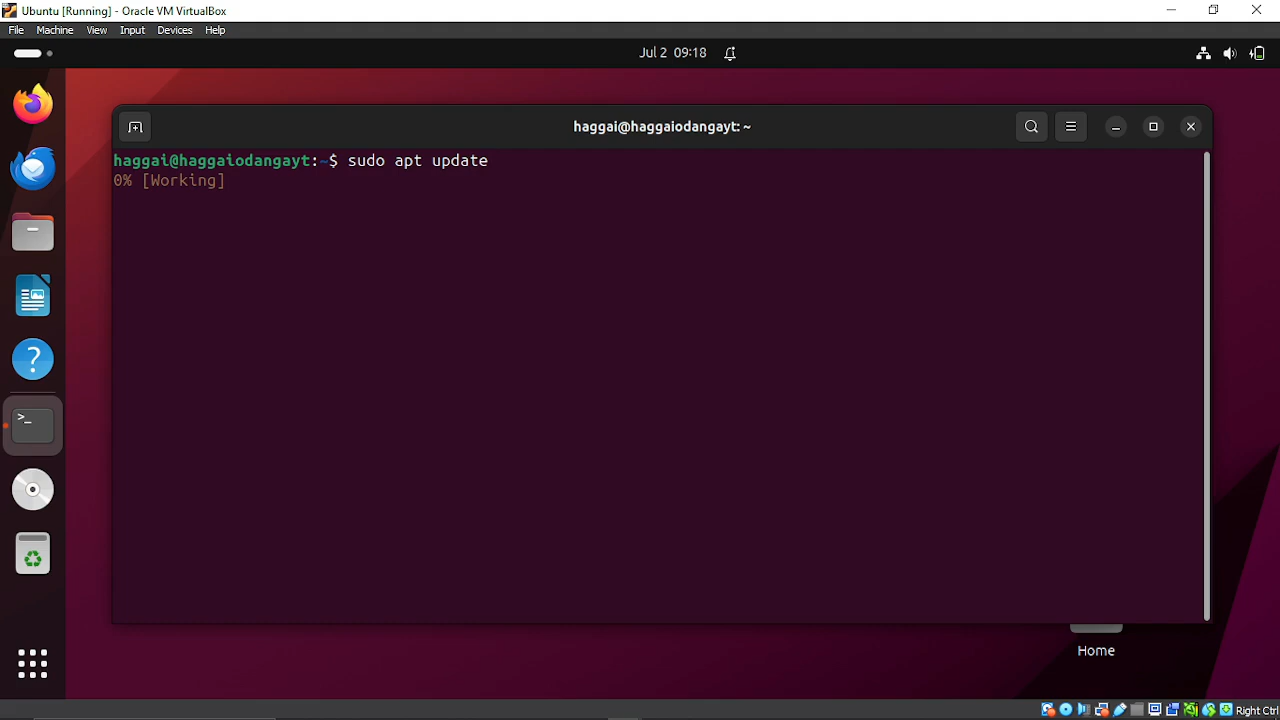 Ubuntu [Running] - Oracle VM VirtualBox
File Machine View Input Devices Help
Jul 2 09:18
haggai@haggaiodangayt: ~
haggai@haggaiodangayt:~$ sudo apt update
0% [Working]
Home
Right Ctrl